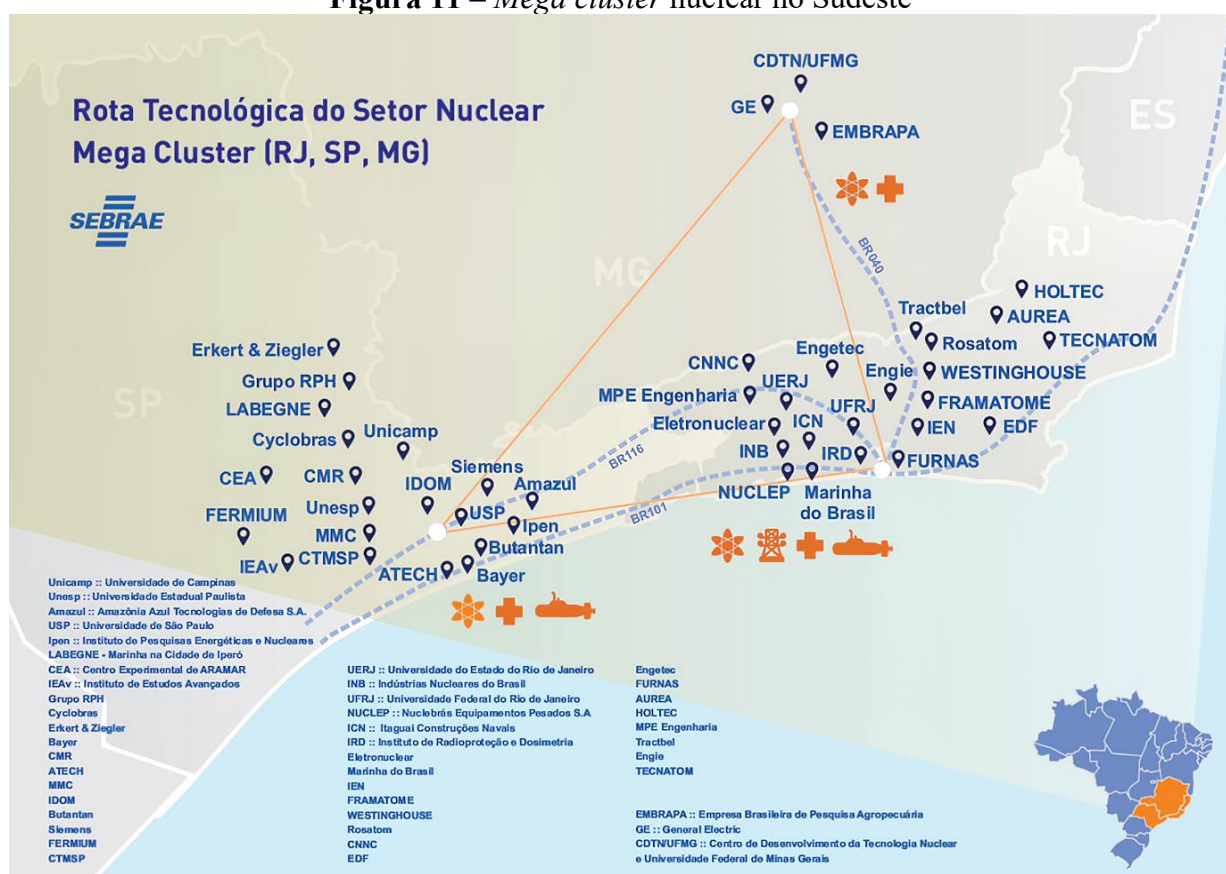 Figura 11 – Mega cluster nuclear no Sudeste
Rota Tecnológica do Setor Nuclear
Mega Cluster (RJ, SP, MG)
SEBRAE
CDTN/UFMG
GE
EMBRAPA
ES
MG
RJ
SP
BR040
BR116
BR101
HOLTEC
AUREA
TECNATOM
Tractbel
Rosatom
WESTINGHOUSE
FRAMATOME
IEN
EDF
FURNAS
CNNC
Engetec
Engie
MPE Engenharia
UERJ
UFRJ
Eletronuclear
ICN
INB
IRD
NUCLEP
Marinha
do Brasil
Erkert & Ziegler
Grupo RPH
LABEGNE
Cyclobras
Unicamp
CEA
CMR
Siemens
IDOM
Amazul
Unesp
USP
FERMIUM
Ipen
MMC
Butantan
IEAv
CTMSP
ATECH
Bayer
Unicamp :: Universidade de Campinas
Unesp :: Universidade Estadual Paulista
Amazul :: Amazônia Azul Tecnologias de Defesa S.A.
USP :: Universidade de São Paulo
Ipen :: Instituto de Pesquisas Energéticas e Nucleares
LABEGNE - Marinha na Cidade de Iperó
CEA :: Centro Experimental de ARAMAR
IEAv :: Instituto de Estudos Avançados
Grupo RPH
Cyclobras
Erkert & Ziegler
Bayer
CMR
ATECH
MMC
IDOM
Butantan
Siemens
FERMIUM
CTMSP
UERJ :: Universidade do Estado do Rio de Janeiro
INB :: Indústrias Nucleares do Brasil
UFRJ :: Universidade Federal do Rio de Janeiro
NUCLEP :: Nuclebrás Equipamentos Pesados S.A
ICN :: Itaguaí Construções Navais
IRD :: Instituto de Radioproteção e Dosimetria
Eletronuclear
Marinha do Brasil
IEN
FRAMATOME
WESTINGHOUSE
Rosatom
CNNC
EDF
Engetec
FURNAS
AUREA
HOLTEC
MPE Engenharia
Tractbel
Engie
TECNATOM
EMBRAPA :: Empresa Brasileira de Pesquisa Agropecuária
GE :: General Electric
CDTN/UFMG :: Centro de Desenvolvimento da Tecnologia Nuclear
e Universidade Federal de Minas Gerais